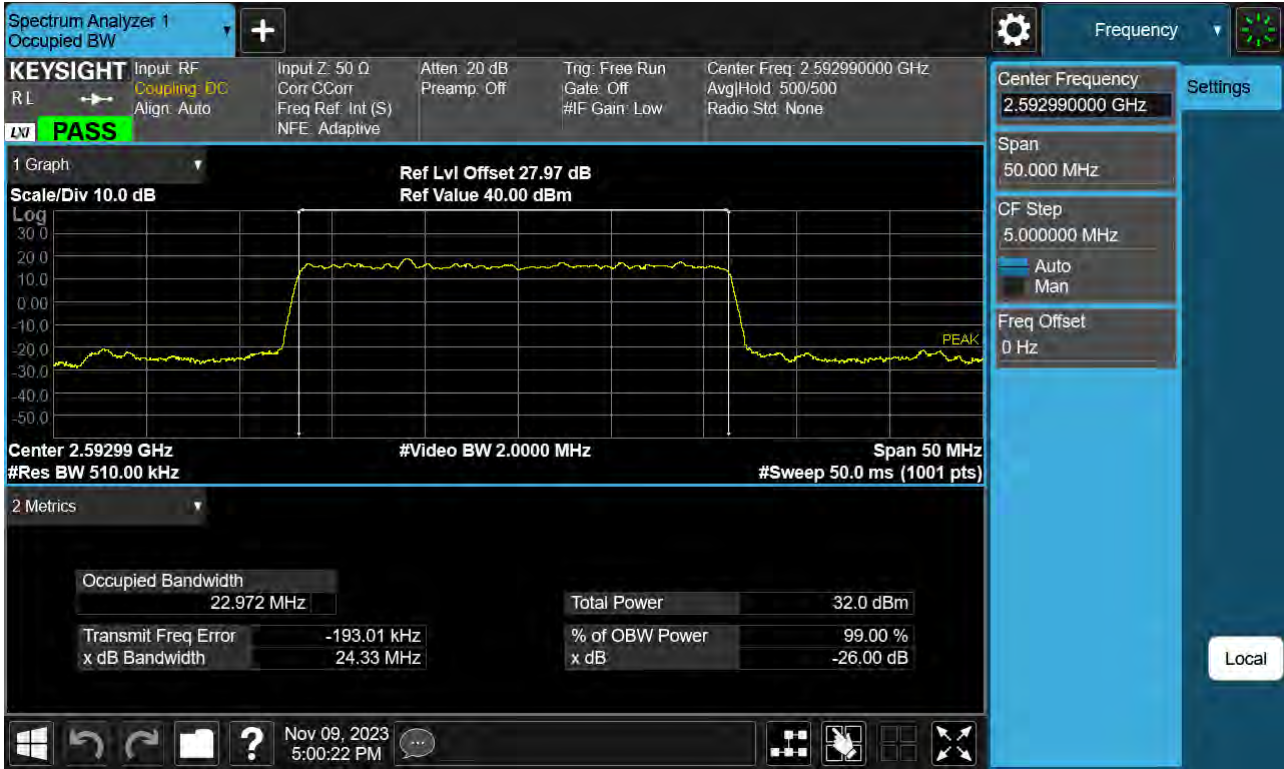 Spectrum Analyzer 1
Occupied BW
+
Frequency
KEYSIGHT
R L
LXI
PASS
Input: RF
Coupling: DC
Align: Auto
Input Z: 50 Ω
Corr CCorr
Freq Ref: Int (S)
NFE: Adaptive
Atten: 20 dB
Preamp: Off
Trig: Free Run
Gate: Off
#IF Gain: Low
Center Freq: 2.592990000 GHz
Avg|Hold: 500/500
Radio Std: None
Center Frequency
2.592990000 GHz
Settings
Span
50.000 MHz
CF Step
5.000000 MHz
Auto
Man
Freq Offset
0 Hz
Local
1 Graph
Scale/Div 10.0 dB
Ref Lvl Offset 27.97 dB
Ref Value 40.00 dBm
Log
30.0
20.0
10.0
0.00
-10.0
-20.0
-30.0
-40.0
-50.0
PEAK
Center 2.59299 GHz
#Video BW 2.0000 MHz
Span 50 MHz
#Res BW 510.00 kHz
#Sweep 50.0 ms (1001 pts)
2 Metrics
Occupied Bandwidth
22.972 MHz
Total Power 32.0 dBm
Transmit Freq Error -193.01 kHz
% of OBW Power 99.00 %
x dB Bandwidth 24.33 MHz
x dB -26.00 dB
?
Nov 09, 2023
5:00:22 PM